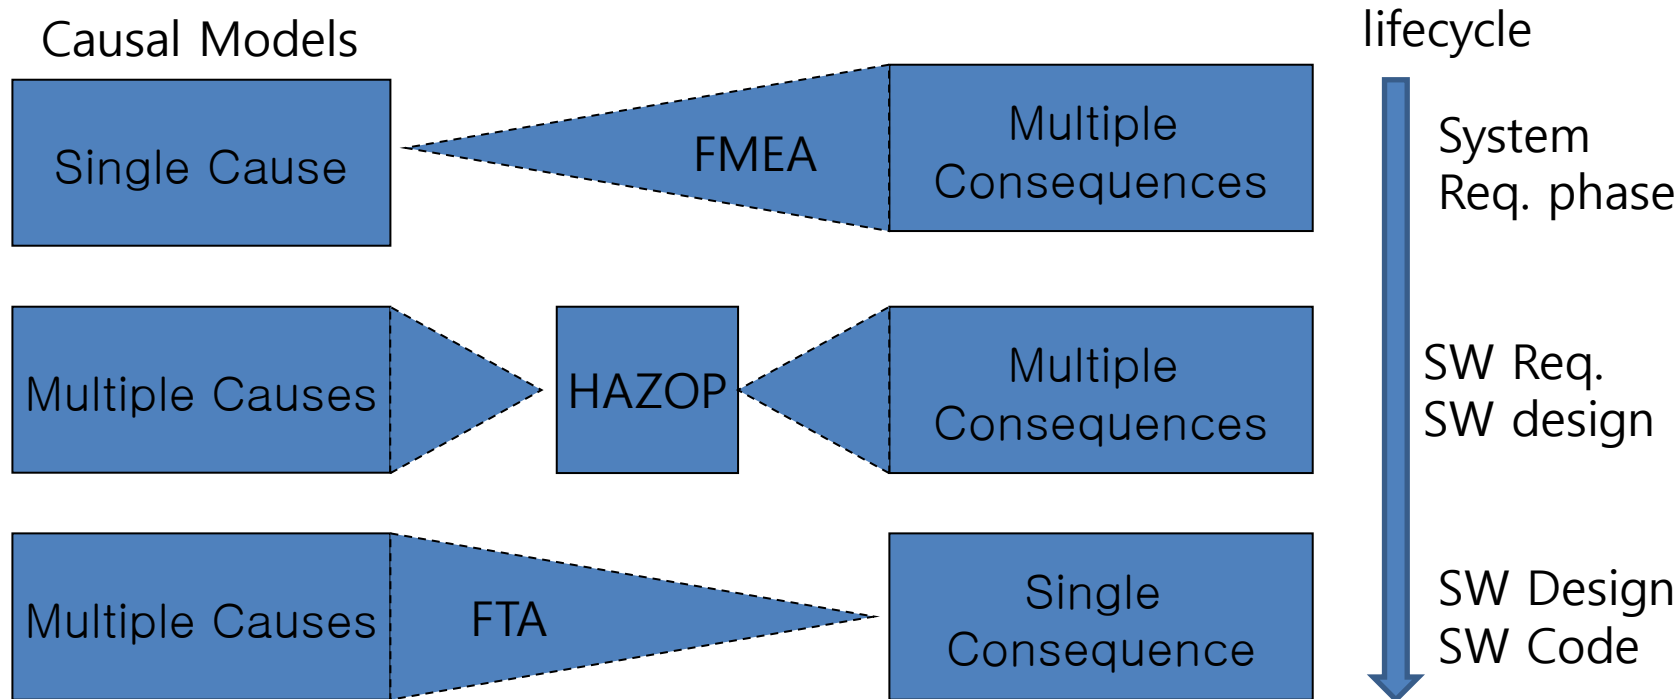 Causal Models
lifecycle
Single Cause
FMEA
Multiple
Consequences
System
Req. phase
Multiple Causes
HAZOP
Multiple
Consequences
SW Req.
SW design
Multiple Causes
FTA
Single
Consequence
SW Design
SW Code